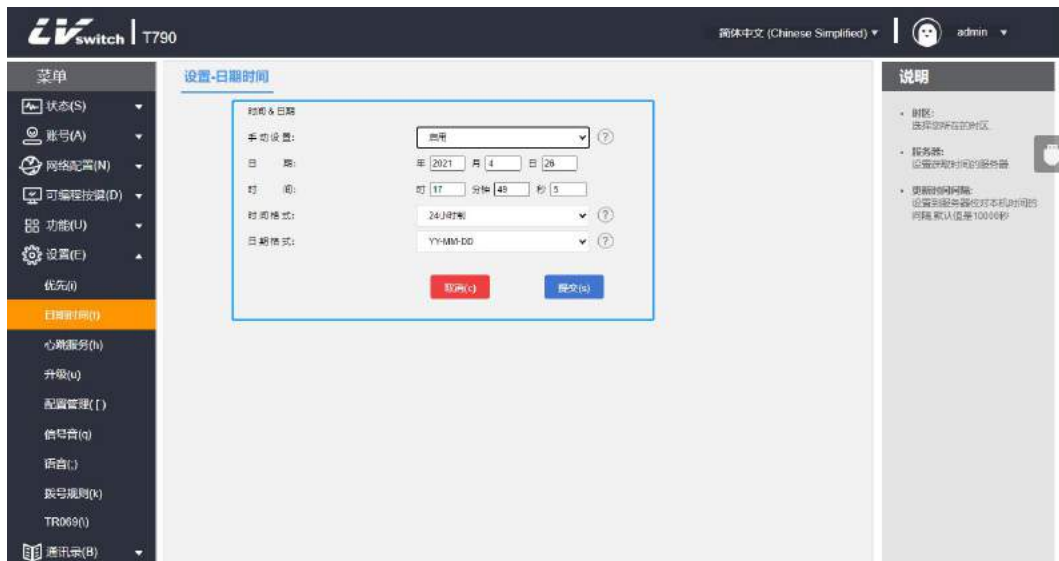 LVswitch | T790
简体中文 (Chinese Simplified)
admin
菜单
状态(S)
账号(A)
网络配置(N)
可编程按键(D)
功能(U)
设置(E)
优先(i)
日期时间(t)
心跳服务(h)
升级(u)
配置管理([)
信号音(q)
语言(;)
拨号规则(k)
TR069(\)
通讯录(B)
设置-日期时间
时间 & 日期
手动设置: 启用 ?
日 期: 年 2021 月 4 日 26
时 间: 时 17 分钟 49 秒 5
时间格式: 24小时制 ?
日期格式: YY-MM-DD ?
取消(c) 提交(s)
说明
• 时区:
选择您所在的时区
• 服务器:
设置获取时间的服务器
• 更新时间间隔:
设置到服务器校对本机时间的
间隔,默认值是10000秒